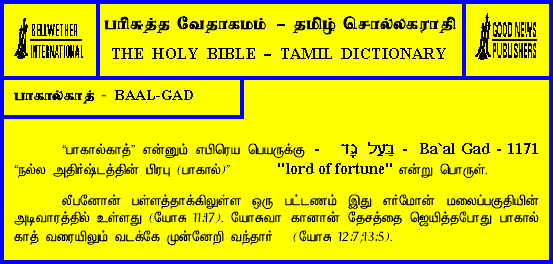 BELLWETHER
INTERNATIONAL
பரிசுத்த வேதாகமம் – தமிழ் சொல்லகராதி
THE HOLY BIBLE – TAMIL DICTIONARY
GOOD NEWS
PUBLISHERS
பாகால்காத் - BAAL-GAD
“பாகால்காத்” என்னும் எபிரெய பெயருக்கு - בַּעַל גָּד - Ba`al Gad - 1171
“நல்ல அதிர்ஷ்டத்தின் பிரபு (பாகால்)” "lord of fortune" என்று பொருள்.
லீபனோன் பள்ளத்தாக்கிலுள்ள ஒரு பட்டணம் இது எர்மோன் மலைப்பகுதியின்
அடிவாரத்தில் உள்ளது (யோசு 11:17). யோசுவா கானான் தேசத்தை ஜெயித்தபோது பாகால்
காத் வரையிலும் வடக்கே முன்னேறி வந்தார் (யோசு 12:7;13:5).